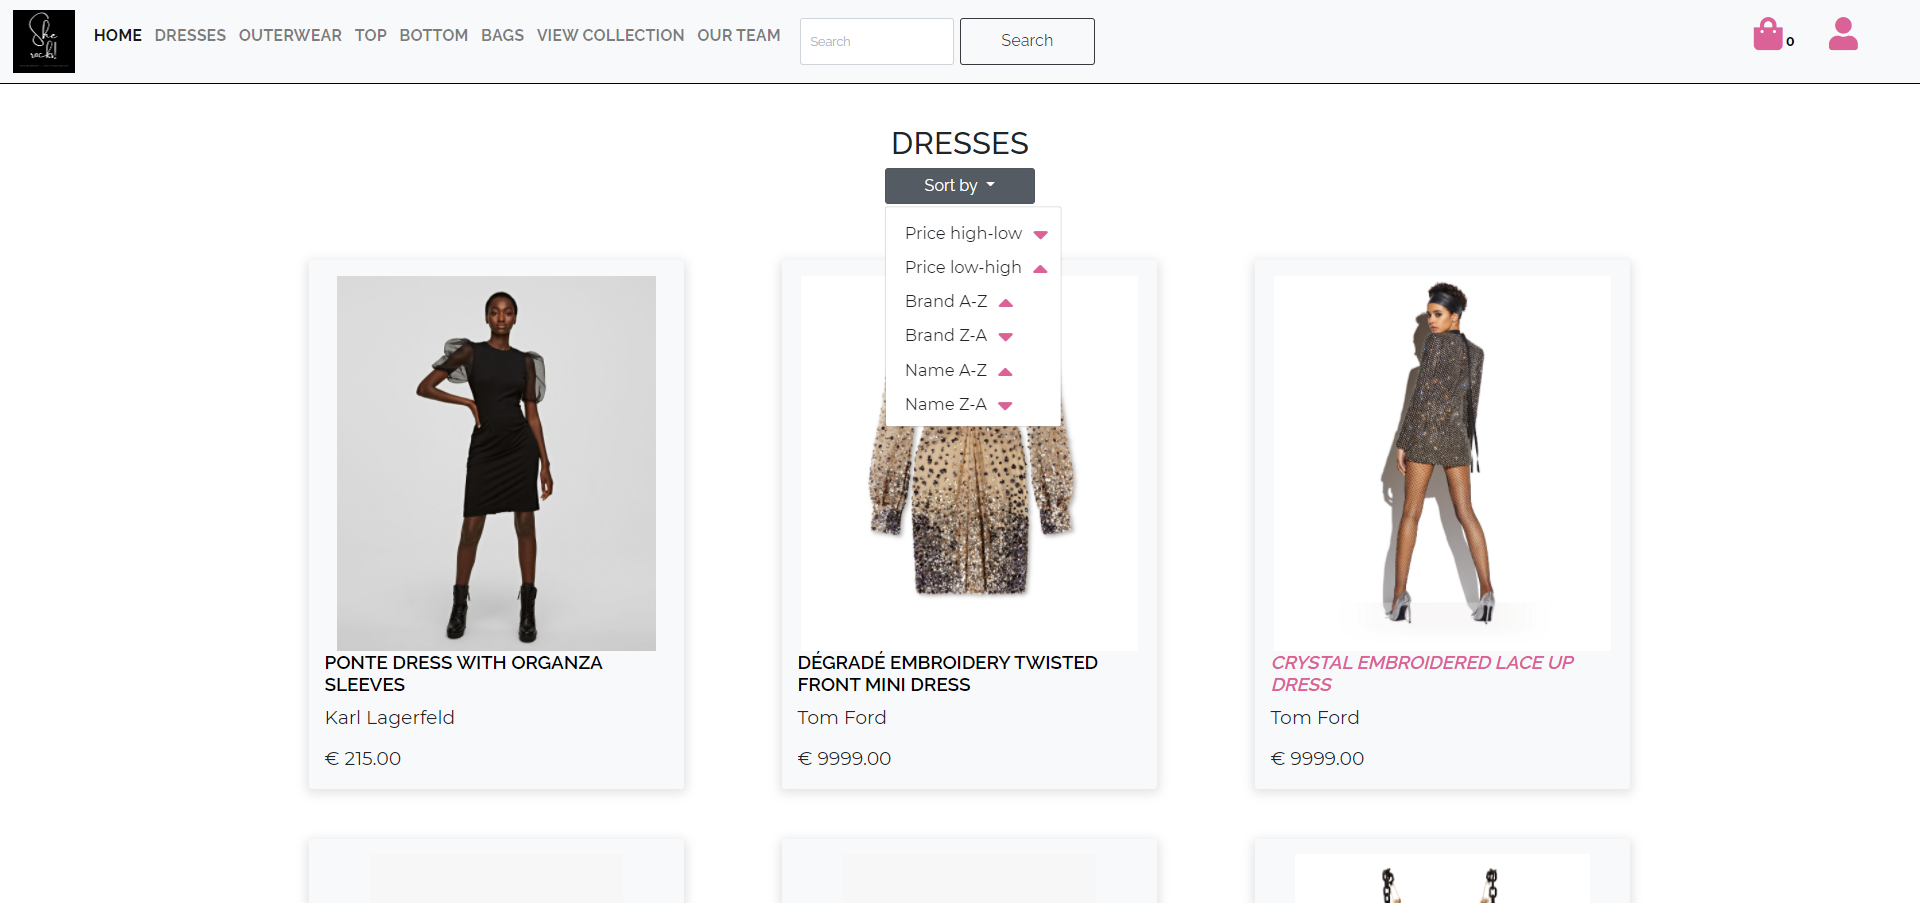 She
rock!
HOME DRESSES OUTERWEAR TOP BOTTOM BAGS VIEW COLLECTION OUR TEAM
Search
Search
0
DRESSES
Sort by
Price high-low
Price low-high
Brand A-Z
Brand Z-A
Name A-Z
Name Z-A
PONTE DRESS WITH ORGANZA
SLEEVES
Karl Lagerfeld
€ 215.00
DÉGRADÉ EMBROIDERY TWISTED
FRONT MINI DRESS
Tom Ford
€ 9999.00
CRYSTAL EMBROIDERED LACE UP
DRESS
Tom Ford
€ 9999.00